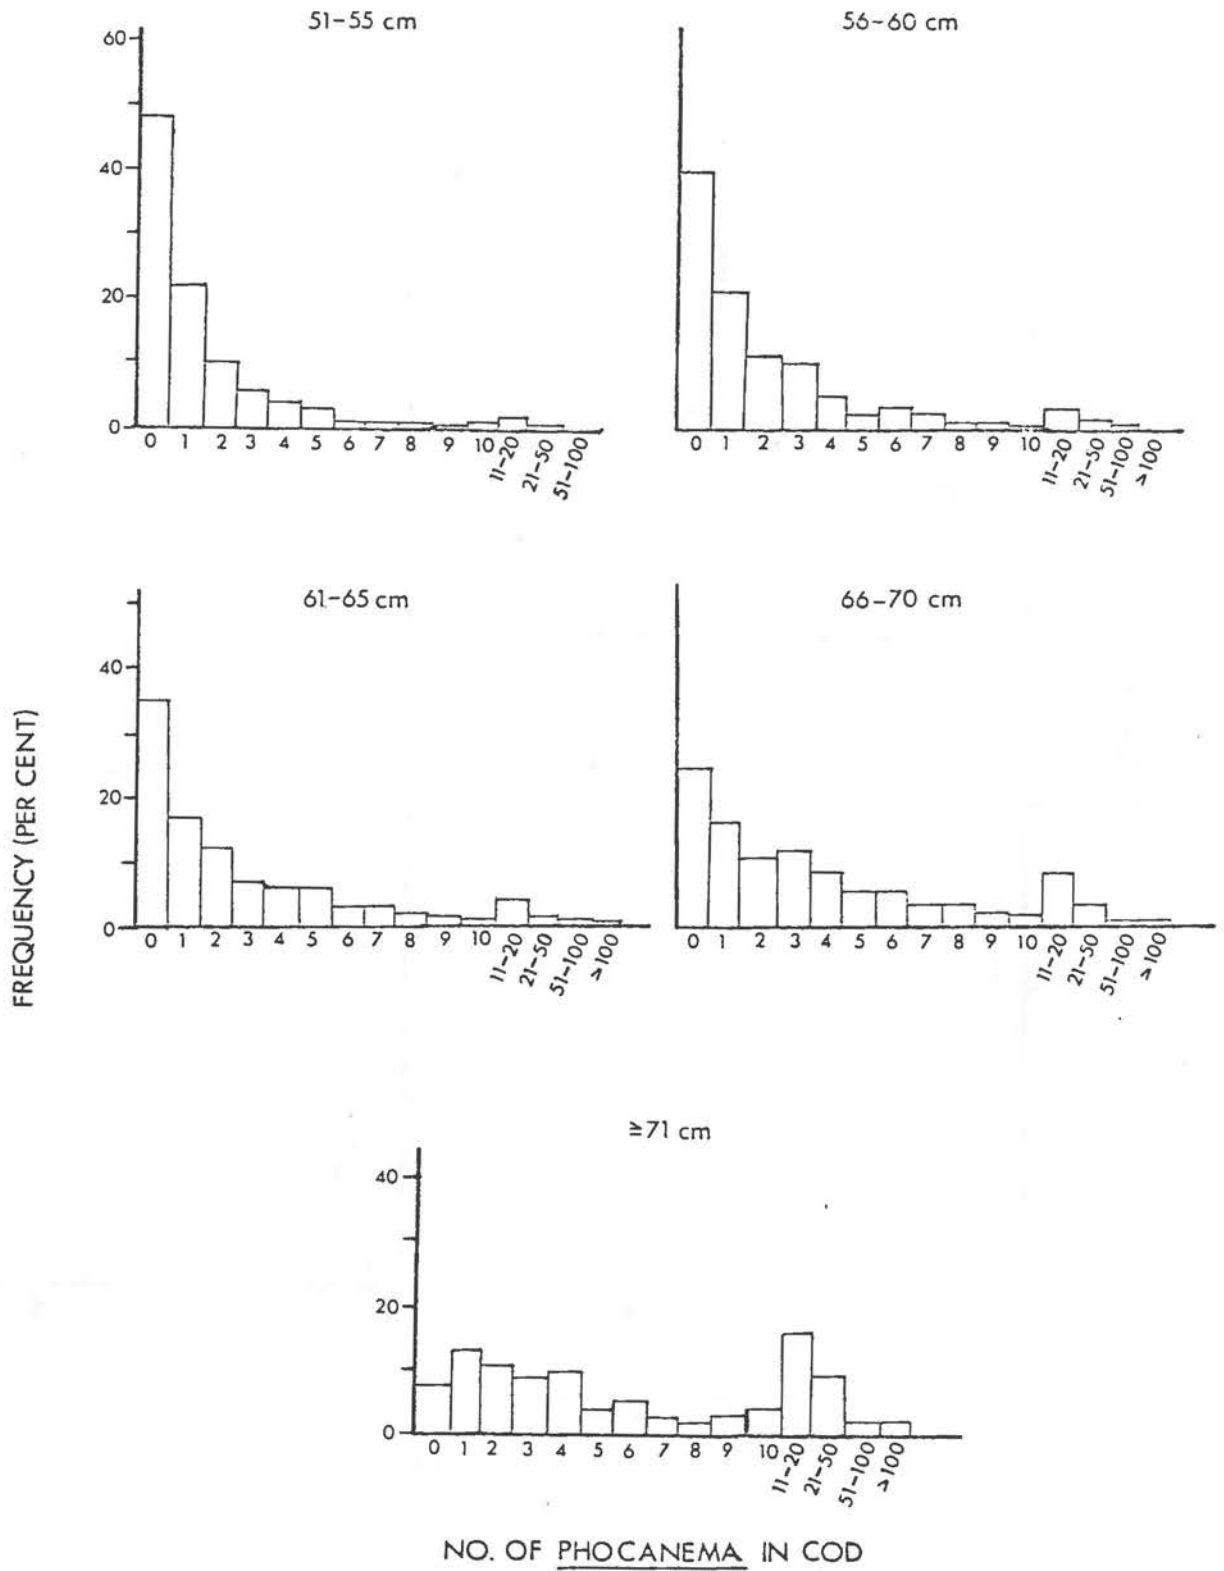 51-55 cm
60
40
20
0
0 1 2 3 4 5 6 7 8 9 10 11-20 21-50 51-100
56-60 cm
0 1 2 3 4 5 6 7 8 9 10 11-20 21-50 51-100 >100
61-65 cm
40
20
0
0 1 2 3 4 5 6 7 8 9 10 11-20 21-50 51-100 >100
66-70 cm
0 1 2 3 4 5 6 7 8 9 10 11-20 21-50 51-100 >100
FREQUENCY (PER CENT)
≧71 cm
40
20
0
0 1 2 3 4 5 6 7 8 9 10 11-20 21-50 51-100 >100
NO. OF PHOCANEMA IN COD